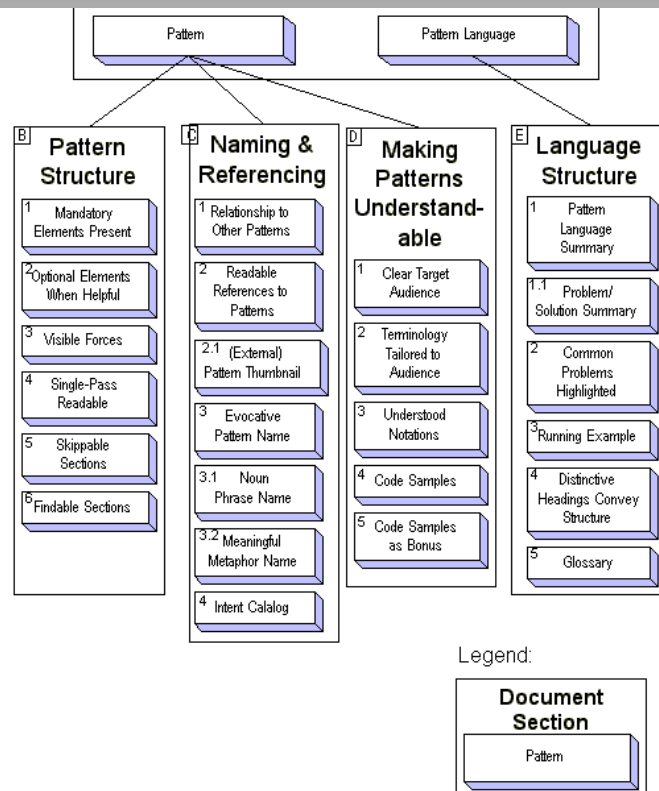 Pattern
Pattern Language
B
Pattern
Structure
1
Mandatory
Elements Present
2
Optional Elements
When Helpful
3
Visible Forces
4
Single-Pass
Readable
5
Skippable
Sections
6
Findable Sections
C
Naming &
Referencing
1
Relationship to
Other Patterns
2
Readable
References to
Patterns
2.1
(External)
Pattern Thumbnail
3
Evocative
Pattern Name
3.1
Noun
Phrase Name
3.2
Meaningful
Metaphor Name
4
Intent Calalog
D
Making
Patterns
Understand-
able
1
Clear Target
Audience
2
Terminology
Tailored to
Audience
3
Understood
Notations
4
Code Samples
5
Code Samples
as Bonus
E
Language
Structure
1
Pattern
Language
Summary
1.1
Problem/
Solution Summary
2
Common
Problems
Highlighted
3
Running Example
4
Distinctive
Headings Convey
Structure
5
Glossary
Legend:
Document
Section
Pattern